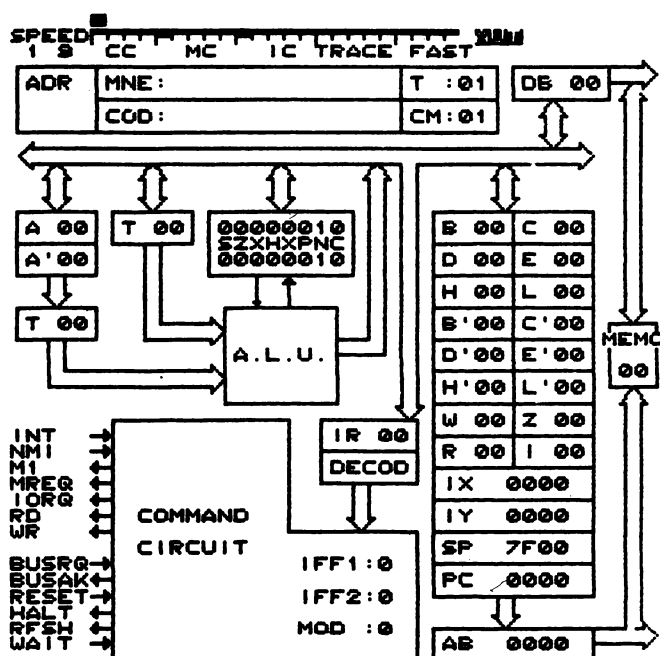 SPEED
1 9 CC MC IC TRACE FAST
ADR MNE: T :01
COD: CM:01
DB 00
A 00
A'00
T 00
00000010
SZXHXPNC
00000010
T 00
A.L.U.
B 00 C 00
D 00 E 00
H 00 L 00
B'00 C'00
D'00 E'00
H'00 L'00
W 00 Z 00
R 00 I 00
IX 0000
IY 0000
SP 7F00
PC 0000
AB 0000
MEMO
00
IR 00
DECOD
INT
NMI
M1
MREQ
IORQ
RD
WR
BUSRQ
BUSAK
RESET
HALT
RFSH
WAIT
COMMAND
CIRCUIT
IFF1:0
IFF2:0
MOD :0